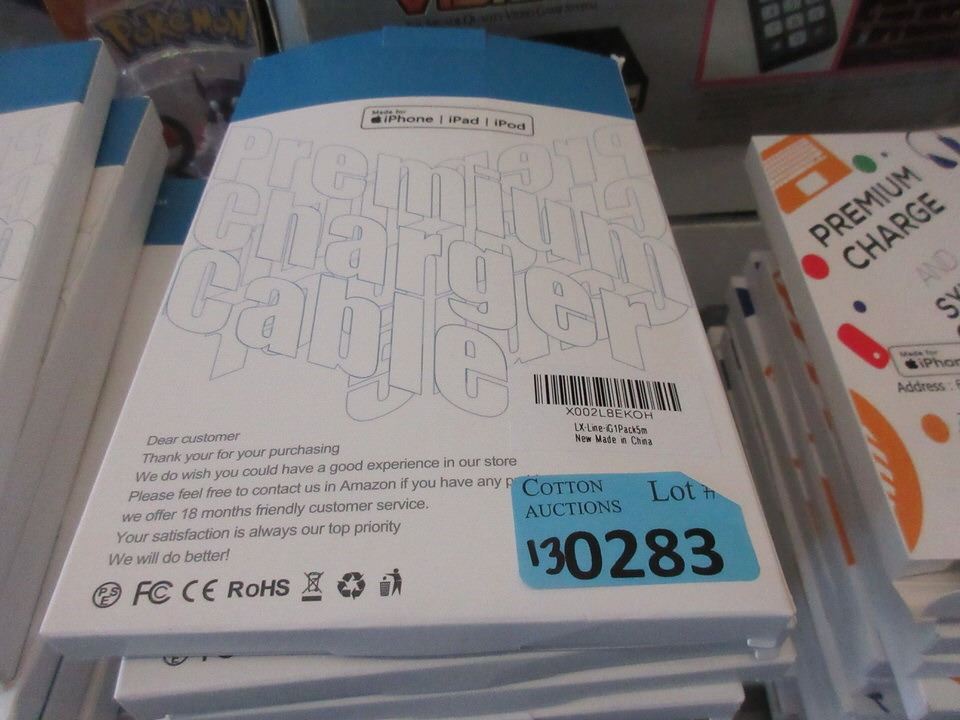 POKéMON
Made for
iPhone | iPad | iPod
Premium
Charger
Cable
X002L8EKOH
LX-Line-iG1Pack5m
New Made in China
Dear customer
Thank your for your purchasing
We do wish you could have a good experience in our store
Please feel free to contact us in Amazon if you have any
we offer 18 months friendly customer service.
Your satisfaction is always our top priority
We will do better!
PSE FC CE RoHS
COTTON
AUCTIONS
Lot #
130283
PREMIUM
CHARGE
AND
Made for
Address :